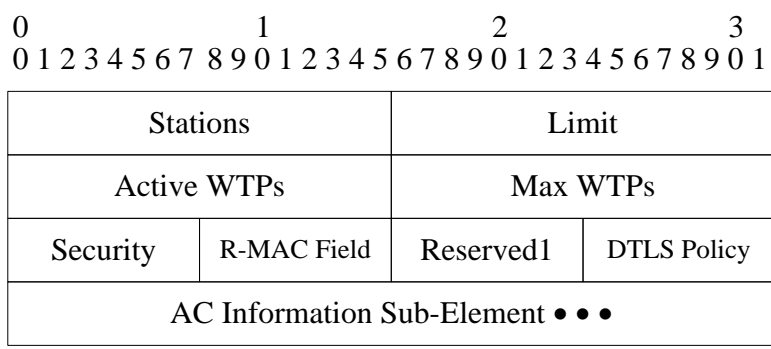 0 1 2 3
0 1 2 3 4 5 6 7 8 9 0 1 2 3 4 5 6 7 8 9 0 1 2 3 4 5 6 7 8 9 0 1
Stations Limit
Active WTPs Max WTPs
Security R-MAC Field Reserved1 DTLS Policy
AC Information Sub-Element • • •